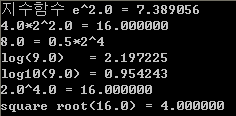 지수함수 e^2.0 = 7.389056
4.0*2^2.0 = 16.000000
8.0 = 0.5*2^4
log(9.0)   = 2.197225
log10(9.0) = 0.954243
2.0^4.0 = 16.000000
square root(16.0) = 4.000000